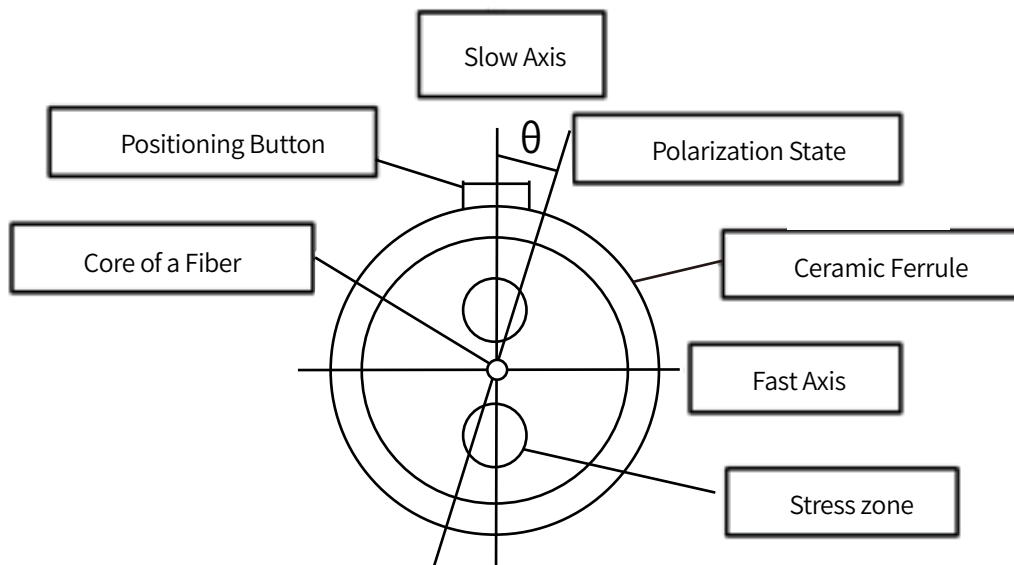 Slow Axis
Positioning Button
θ
Polarization State
Core of a Fiber
Ceramic Ferrule
Fast Axis
Stress zone